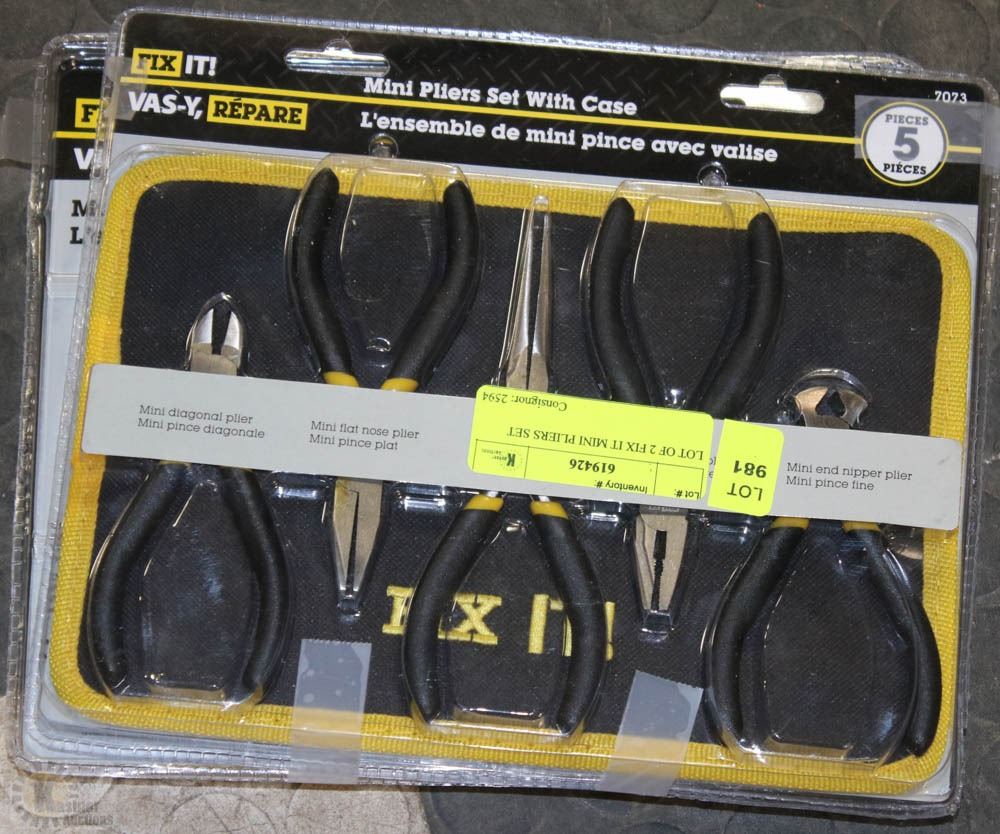 FIX IT!
VAS-Y, RÉPARE
Mini Pliers Set With Case
L'ensemble de mini pince avec valise
7073
PIECES
5
PIÉCES
Mini diagonal plier
Mini pince diagonale
Mini flat nose plier
Mini pince plat
Lot #:
Inventory #:
619426
LOT OF 2 FIX IT MINI PLIERS SET
Consignor: 2594
LOT
981
Mini end nipper plier
Mini pince fine
FIX IT!